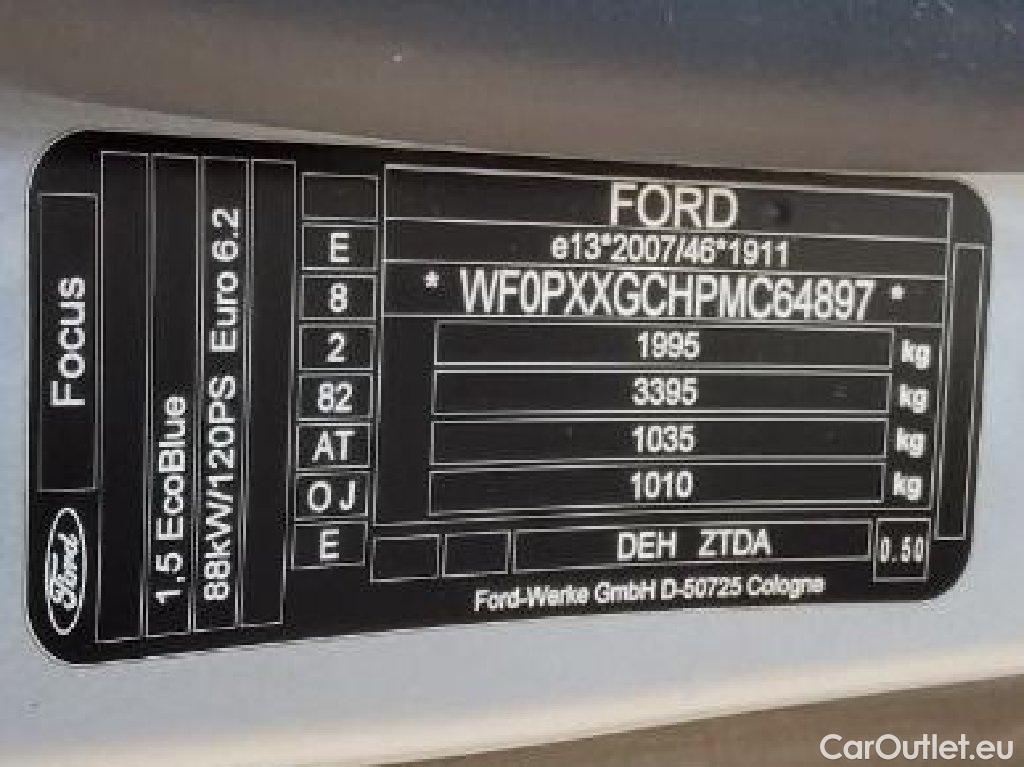 Focus
Ford
1,5 EcoBlue
88kW/120PS Euro 6.2
E
8
2
82
AT
O J
E
FORD
e13*2007/46*1911
* WF0PXXGCHPMC64897 *
1995 kg
3395 kg
1035 kg
1010 kg
DEH ZTDA
0.50
Ford-Werke GmbH D-50725 Cologne
CarOutlet.eu